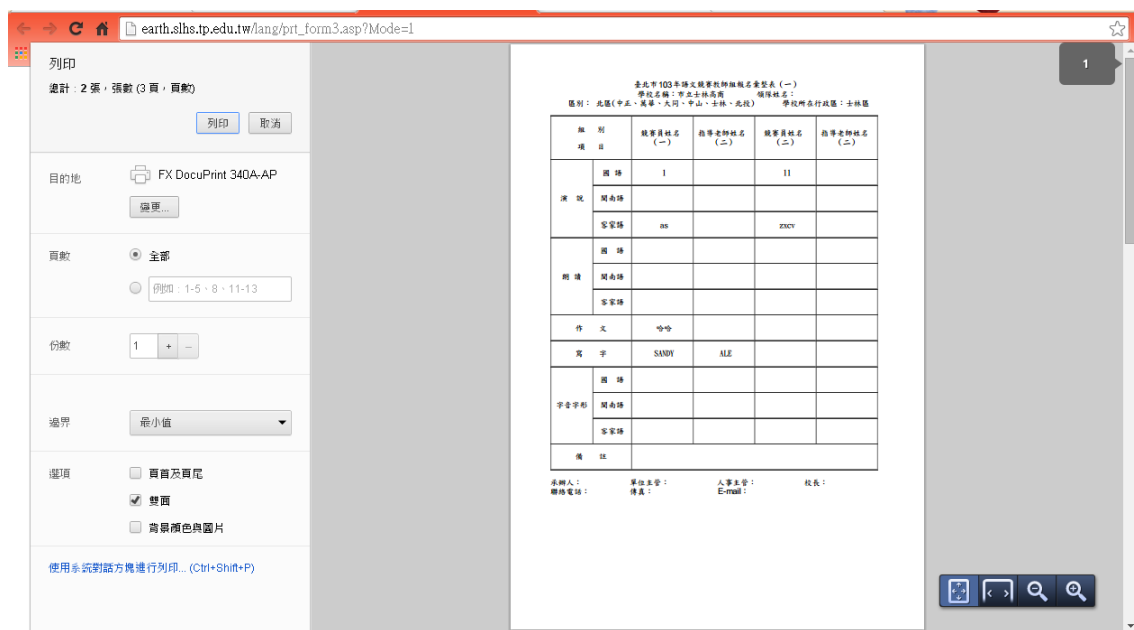 earth.slhs.tp.edu.tw/lang/prt_form3.asp?Mode=1
列印
總計：2 張，張數 (3 頁，頁數)
列印 取消
目的地 FX DocuPrint 340A-AP
變更...
頁數 全部
例如：1-5、8、11-13
份數 1 + –
邊界 最小值
選項 頁首及頁尾
雙面
背景顏色與圖片
使用系統對話方塊進行列印... (Ctrl+Shift+P)
1
臺北市103年語文競賽教師組報名彙整表（一）
學校名稱：市立士林高商 領隊姓名：
區別： 北區(中正、萬華、大同、中山、士林、北投) 學校所在行政區：士林區
組 別 競賽員姓名 指導老師姓名 競賽員姓名 指導老師姓名
項 目 （一） （二） （二） （二）
國 語 1 11
演 說 閩南語
客家語 as zxcv
國 語
朗 讀 閩南語
客家語
作 文 哈哈
寫 字 SANDY ALE
國 語
字音字形 閩南語
客家語
備 註
承辦人： 單位主管： 人事主管： 校長：
聯絡電話： 傳真： E-mail：